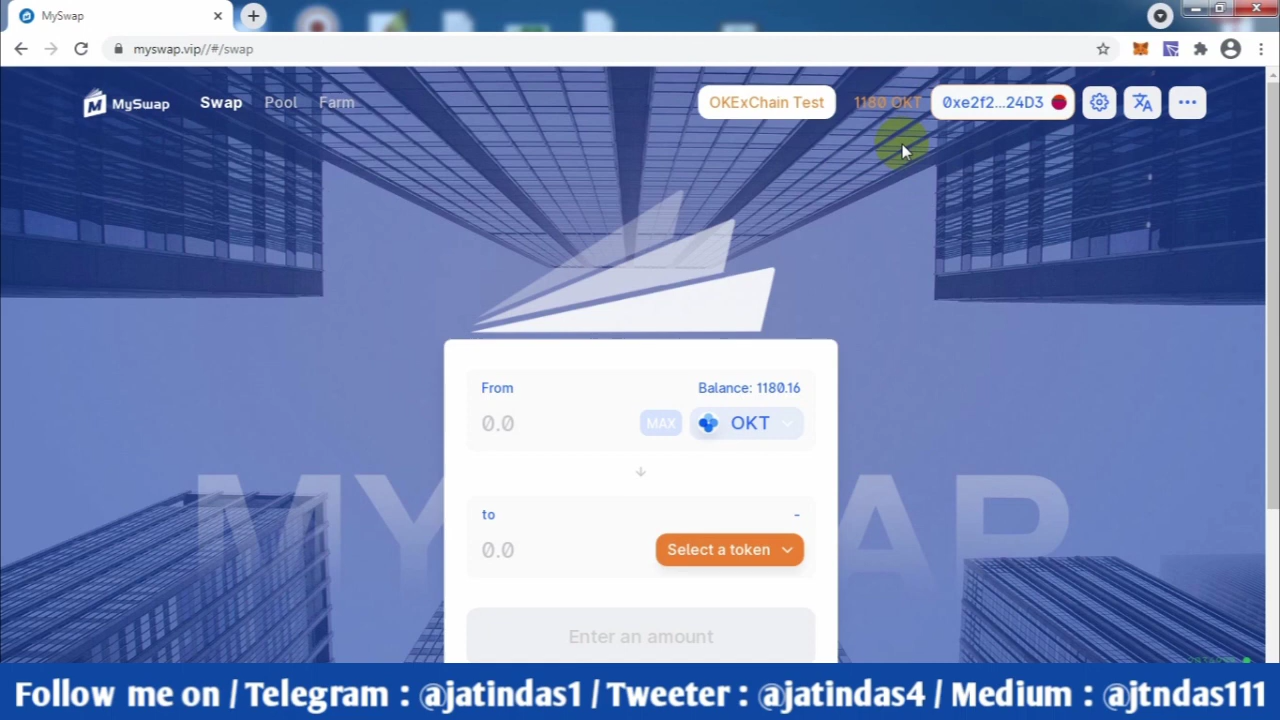 MySwap
myswap.vip//#/swap
MySwap
Swap
Pool
Farm
OKExChain Test
1180 OKT
0xe2f2...24D3
From
Balance: 1180.16
0.0
MAX
OKT
to
-
0.0
Select a token
Enter an amount
Follow me on / Telegram : @jatindas1 / Tweeter : @jatindas4 / Medium : @jtndas111